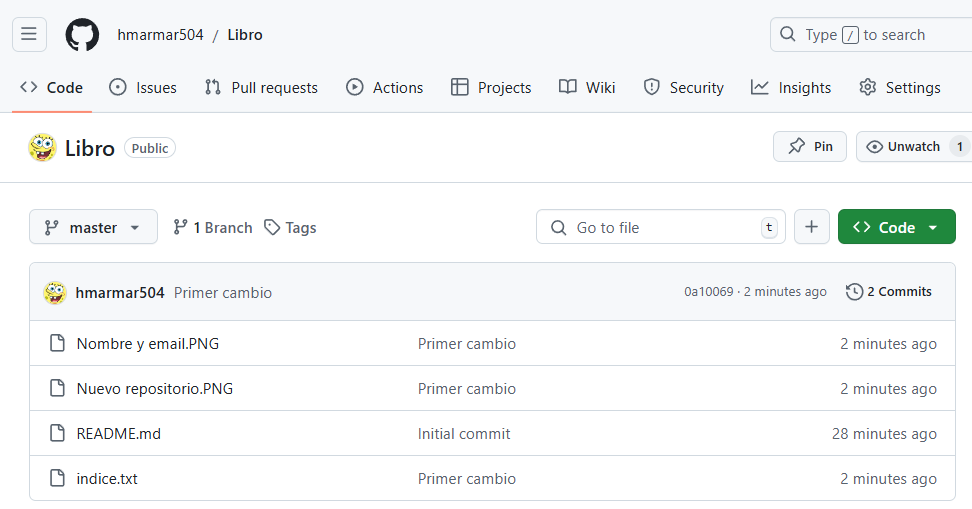 hmarmar504 / Libro Type / to search
Code Issues Pull requests Actions Projects Wiki Security Insights Settings
Libro Public Pin Unwatch 1
master 1 Branch Tags Go to file t Code
hmarmar504 Primer cambio 0a10069 · 2 minutes ago 2 Commits
Nombre y email.PNG Primer cambio 2 minutes ago
Nuevo repositorio.PNG Primer cambio 2 minutes ago
README.md Initial commit 28 minutes ago
indice.txt Primer cambio 2 minutes ago